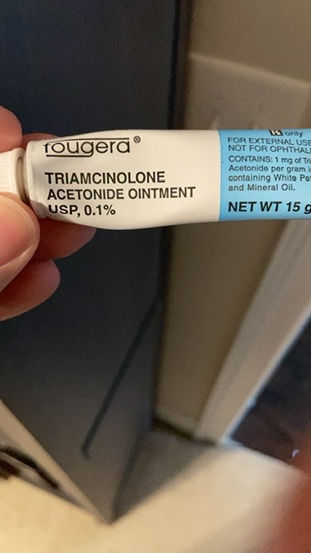 fougera®
TRIAMCINOLONE
ACETONIDE OINTMENT
USP, 0.1%
only
FOR EXTERNAL USE
NOT FOR
CONTAINS: 1 mg of
Acetonide per gram
containing White
and Mineral Oil.
NET WT 15 g